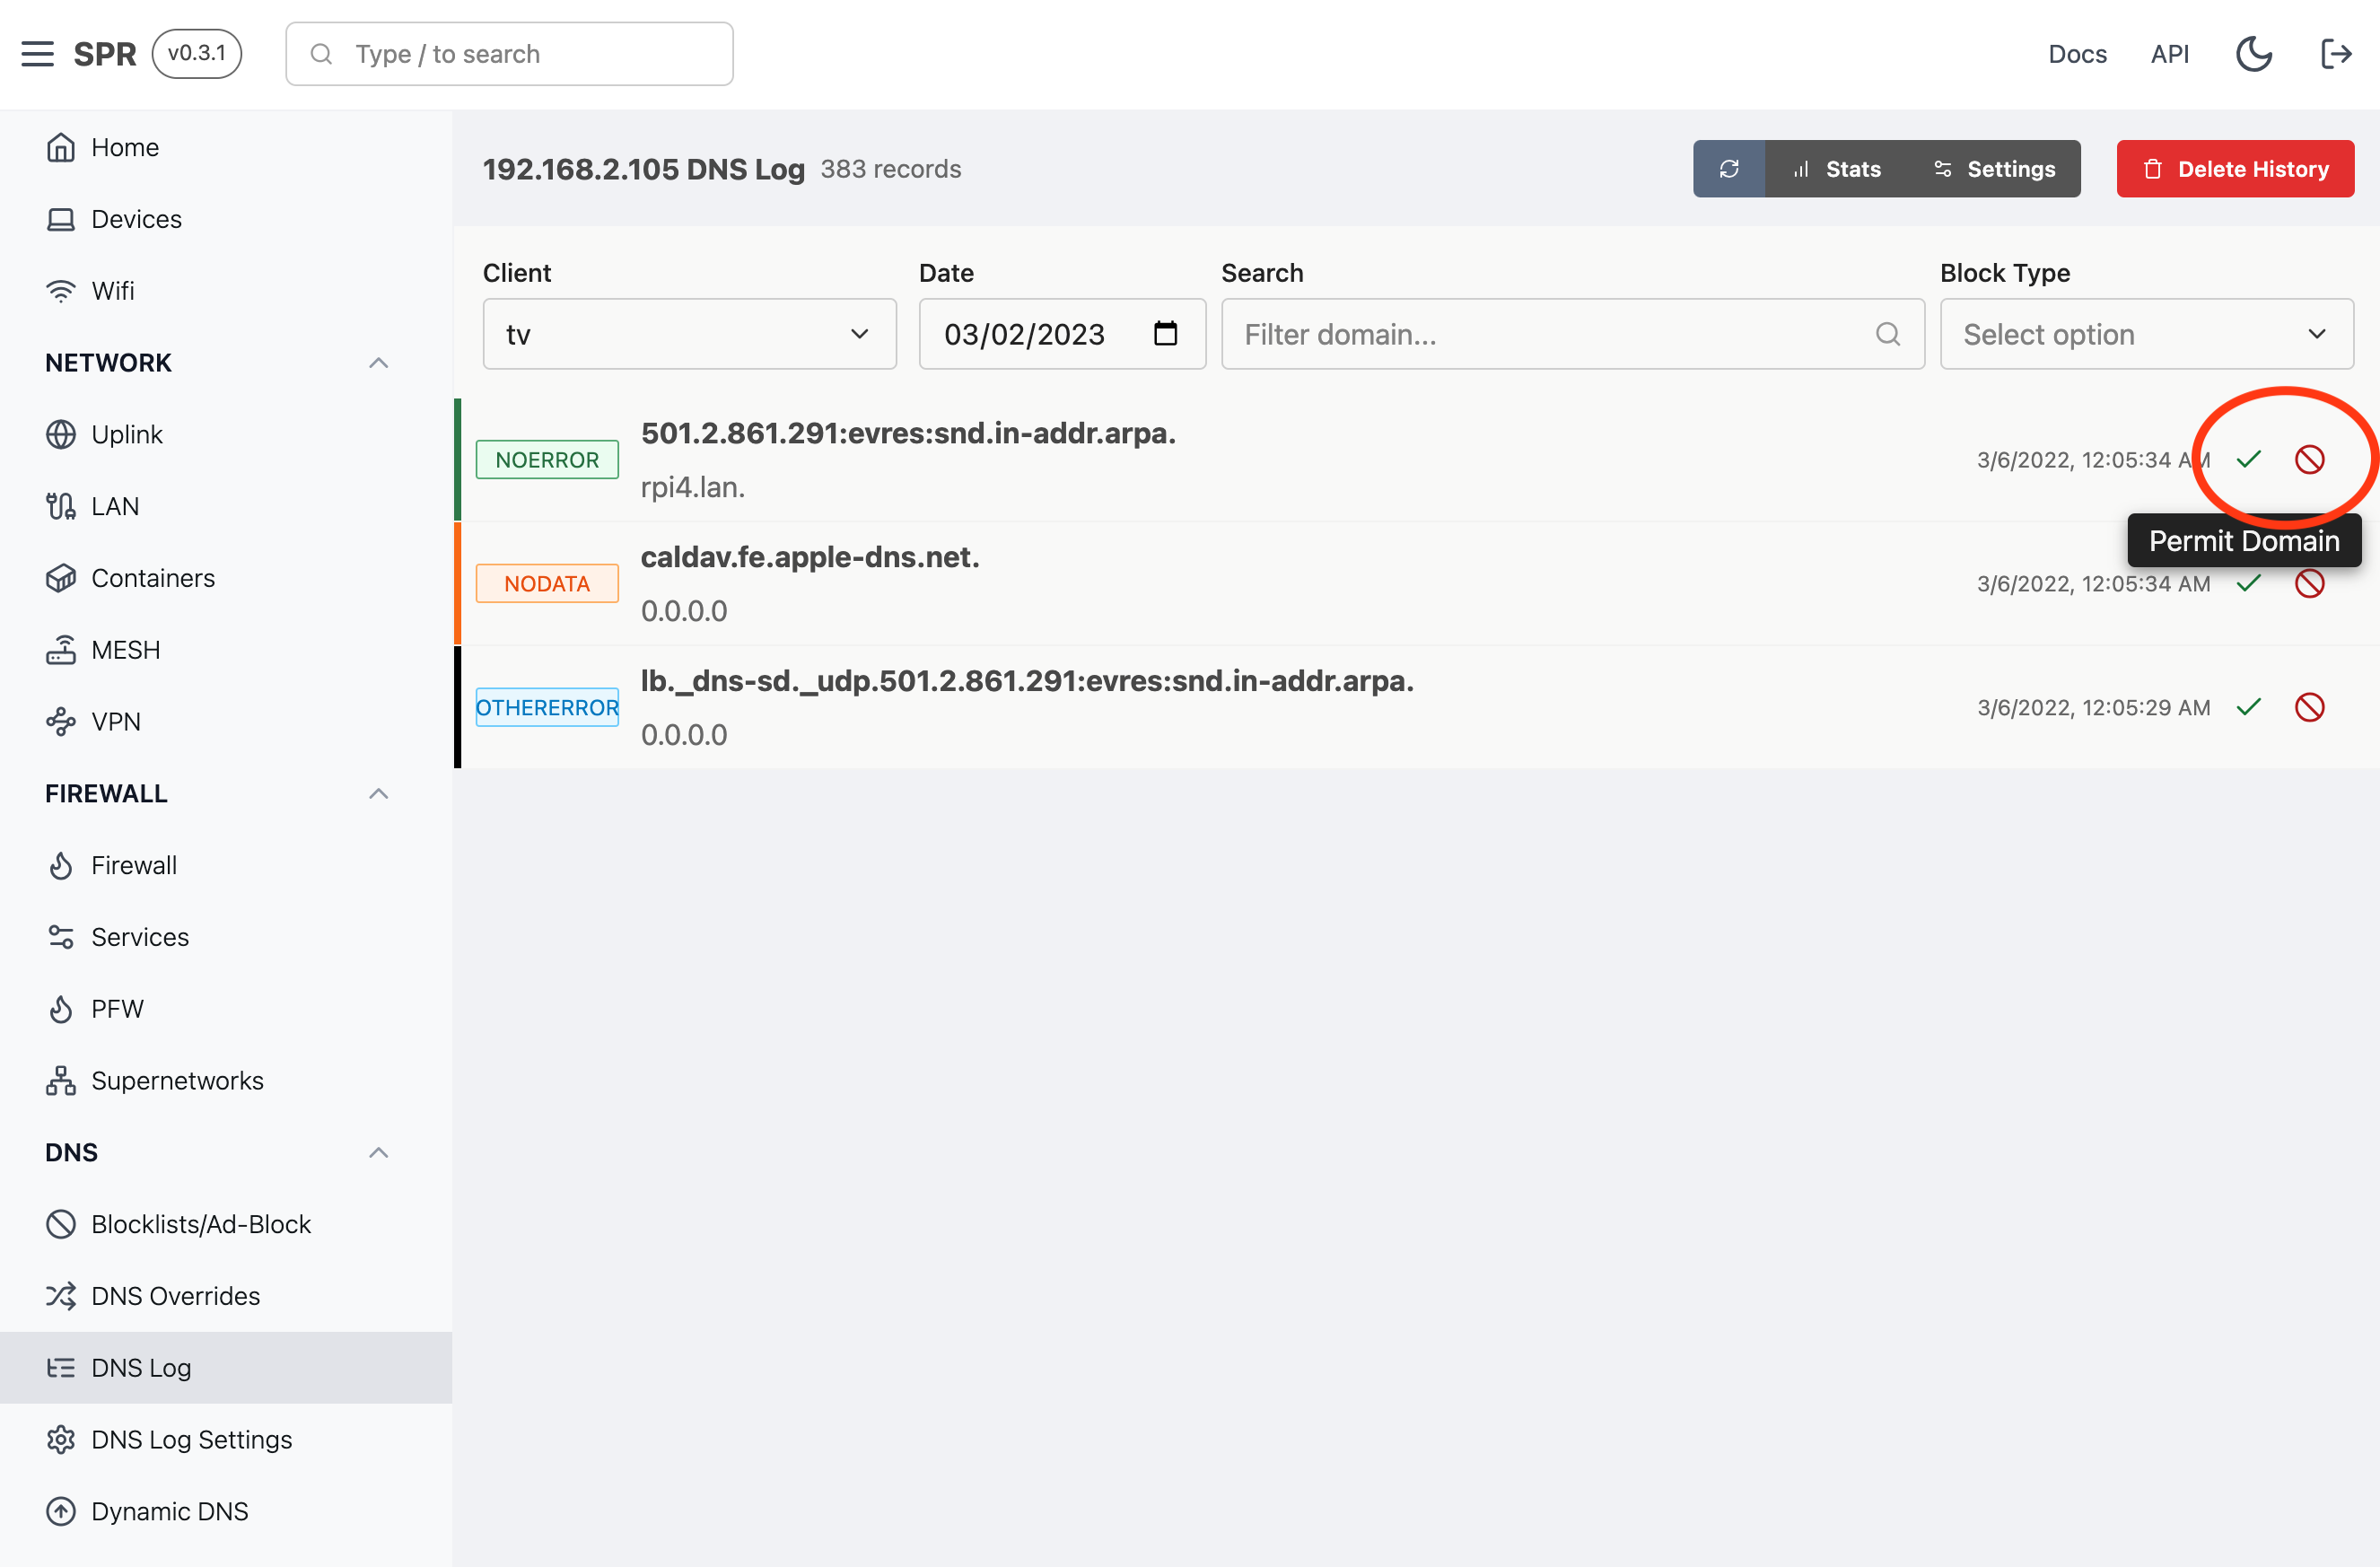 SPR v0.3.1 Type / to search Docs API
Home
Devices
Wifi
NETWORK
Uplink
LAN
Containers
MESH
VPN
FIREWALL
Firewall
Services
PFW
Supernetworks
DNS
Blocklists/Ad-Block
DNS Overrides
DNS Log
DNS Log Settings
Dynamic DNS
192.168.2.105 DNS Log 383 records Stats Settings Delete History
Client Date Search Block Type
tv 03/02/2023 Filter domain... Select option
501.2.861.291:evres:snd.in-addr.arpa.
NOERROR 3/6/2022, 12:05:34 AM
rpi4.lan.
Permit Domain
caldav.fe.apple-dns.net.
NODATA 3/6/2022, 12:05:34 AM
0.0.0.0
lb._dns-sd._udp.501.2.861.291:evres:snd.in-addr.arpa.
OTHERERROR 3/6/2022, 12:05:29 AM
0.0.0.0